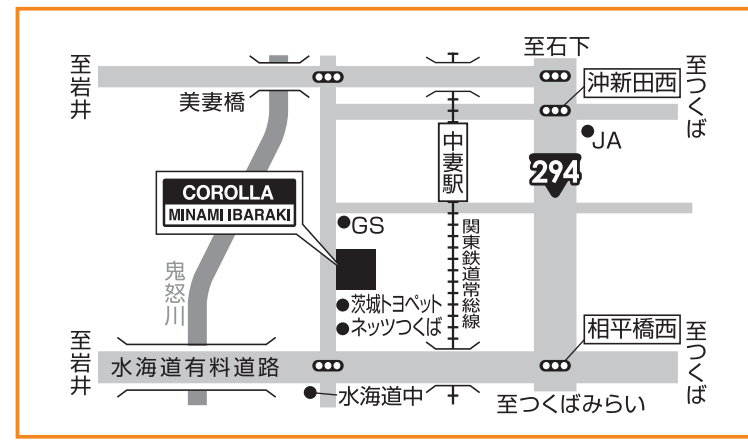 至石下
至岩井
美妻橋
沖新田西
至つくば
JA
中妻駅
294
COROLLA
MINAMI IBARAKI
GS
関東鉄道常総線
鬼怒川
茨城トヨペット
ネッツつくば
相平橋西
至岩井
水海道有料道路
至つくば
水海道中
至つくばみらい